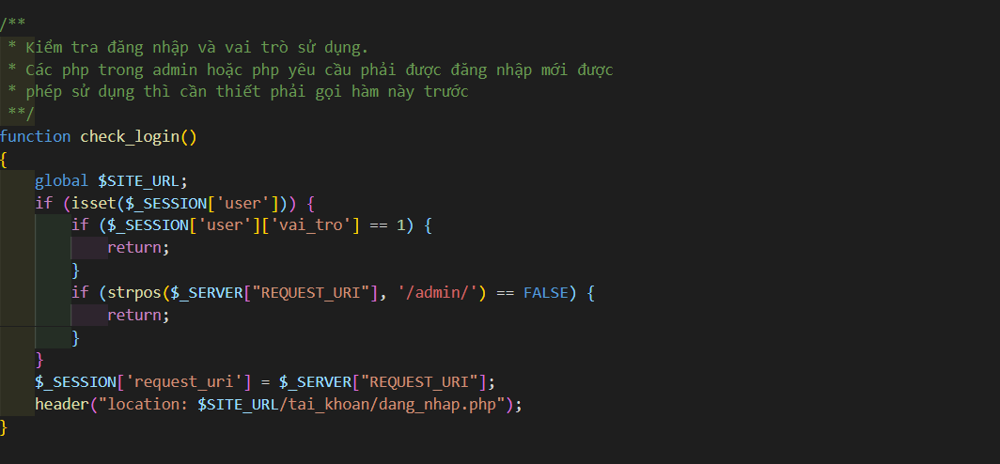 /**
 * Kiểm tra đăng nhập và vai trò sử dụng.
 * Các php trong admin hoặc php yêu cầu phải được đăng nhập mới được
 * phép sử dụng thì cần thiết phải gọi hàm này trước
 **/
function check_login()
{
    global $SITE_URL;
    if (isset($_SESSION['user'])) {
        if ($_SESSION['user']['vai_tro'] == 1) {
            return;
        }
        if (strpos($_SERVER["REQUEST_URI"], '/admin/') == FALSE) {
            return;
        }
    }
    $_SESSION['request_uri'] = $_SERVER["REQUEST_URI"];
    header("location: $SITE_URL/tai_khoan/dang_nhap.php");
}